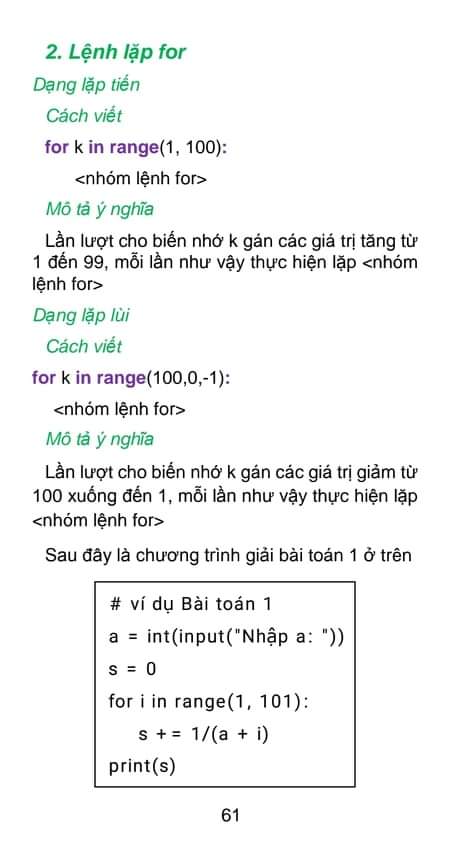 2. Lệnh lặp for
Dạng lặp tiến
Cách viết
for k in range(1, 100):
<nhóm lệnh for>
Mô tả ý nghĩa
Lần lượt cho biến nhớ k gán các giá trị tăng từ
1 đến 99, mỗi lần như vậy thực hiện lặp <nhóm
lệnh for>
Dạng lặp lùi
Cách viết
for k in range(100,0,-1):
<nhóm lệnh for>
Mô tả ý nghĩa
Lần lượt cho biến nhớ k gán các giá trị giảm từ
100 xuống đến 1, mỗi lần như vậy thực hiện lặp
<nhóm lệnh for>
Sau đây là chương trình giải bài toán 1 ở trên
# ví dụ Bài toán 1
a = int(input("Nhập a: "))
s = 0
for i in range(1, 101):
s += 1/(a + i)
print(s)
61